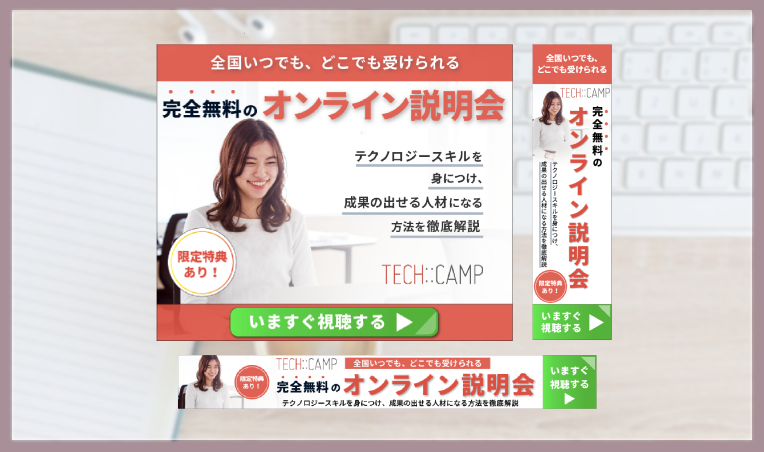 全国いつでも、どこでも受けられる
完全無料の オンライン説明会
テクノロジースキルを
身につけ、
成果の出せる人材になる
方法を徹底解説
限定特典
あり！
TECH::CAMP
いますぐ視聴する ▶
全国いつでも、
どこでも受けられる
TECH::CAMP
完全無料の
オンライン説明会
テクノロジースキルを身につけ、
成果の出せる人材になる方法を徹底解説
限定特典
あり！
いますぐ
視聴する ▶
限定特典
あり！
TECH::CAMP 全国いつでも、どこでも受けられる
完全無料の オンライン説明会
テクノロジースキルを身につけ、成果の出せる人材になる方法を徹底解説
いますぐ
視聴する
▶